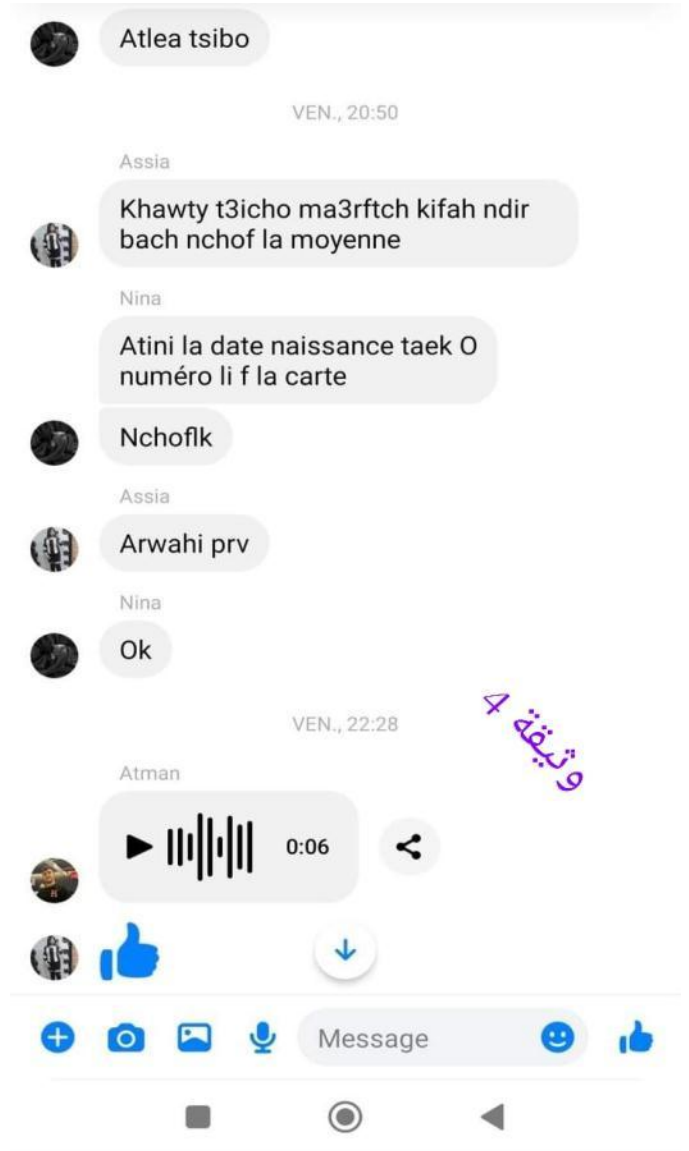 Atlea tsibo
VEN., 20:50
Assia
Khawty t3icho ma3rftch kifah ndir
bach nchof la moyenne
Nina
Atini la date naissance taek O
numéro li f la carte
Nchoflk
Assia
Arwahi prv
Nina
Ok
VEN., 22:28
وثيقة 4
Atman
0:06
Message